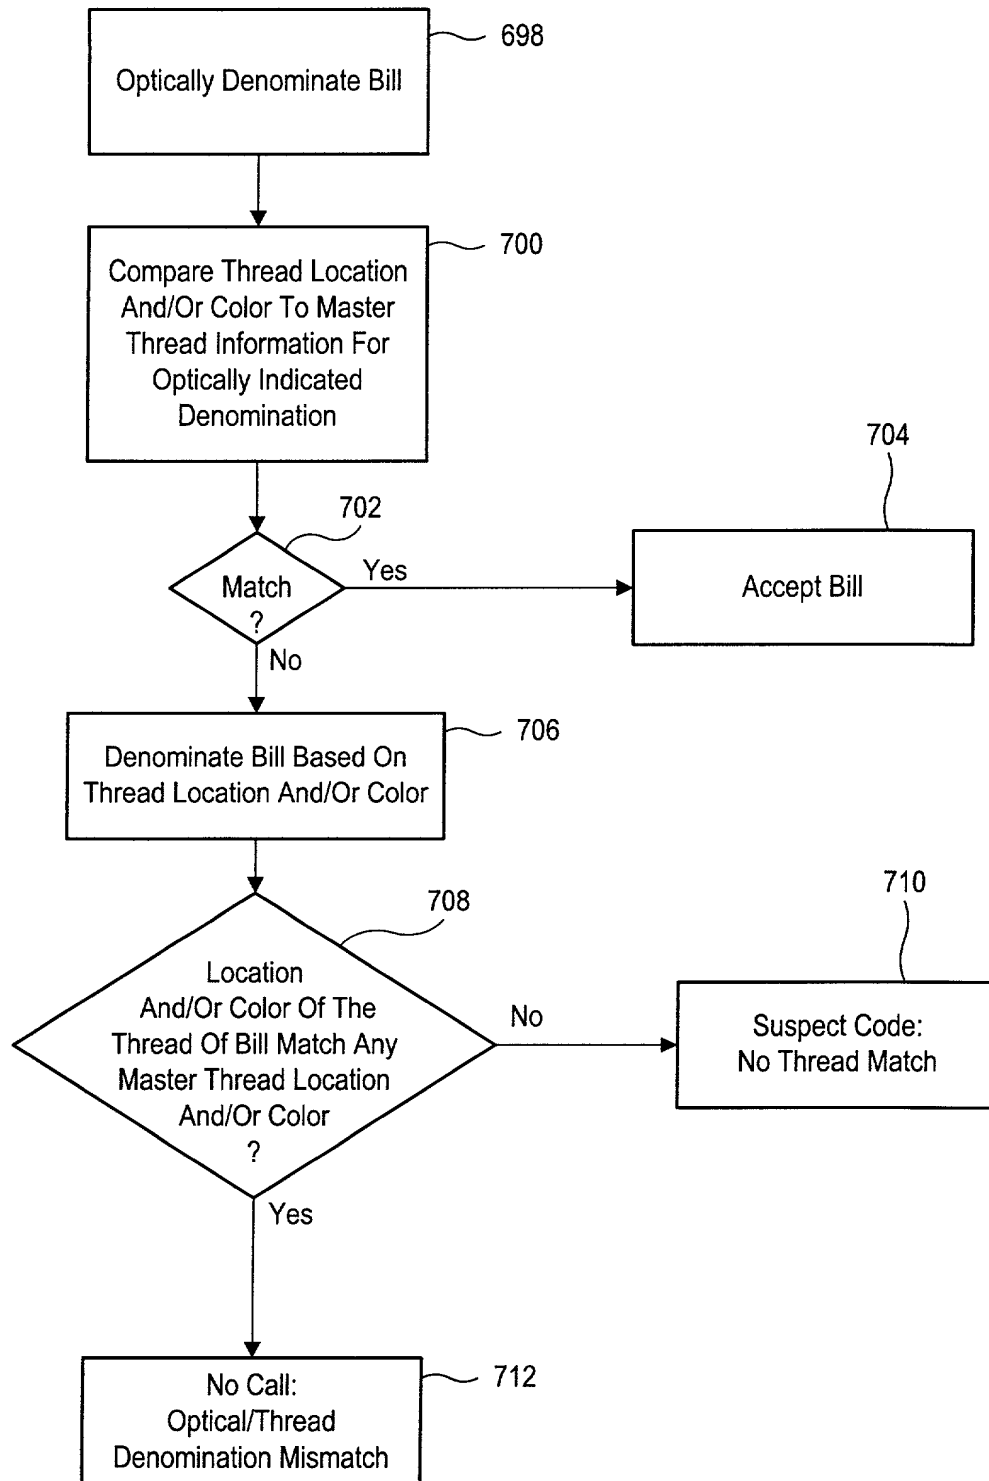 698
Optically Denominate Bill
700
Compare Thread Location
And/Or Color To Master
Thread Information For
Optically Indicated
Denomination
702
704
Match
?
Yes
Accept Bill
No
706
Denominate Bill Based On
Thread Location And/Or Color
708
710
Location
And/Or Color Of The
Thread Of Bill Match Any
Master Thread Location
And/Or Color
?
No
Suspect Code:
No Thread Match
Yes
712
No Call:
Optical/Thread
Denomination Mismatch